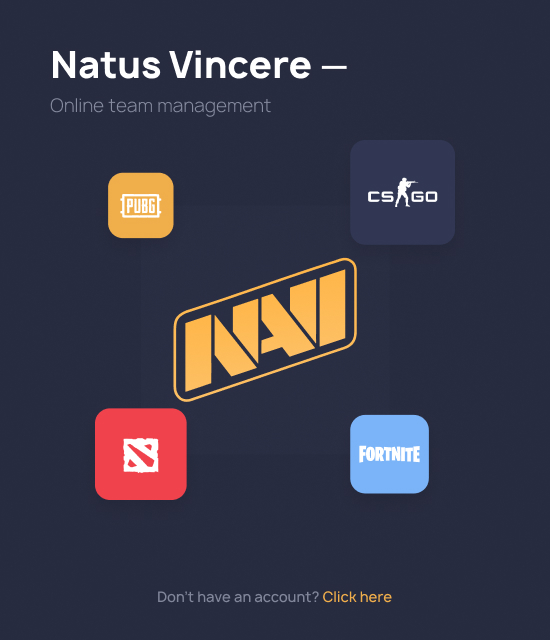 Natus Vincere —
Online team management
PUBG
CS GO
NAVI
FORTNITE
Don't have an account? Click here